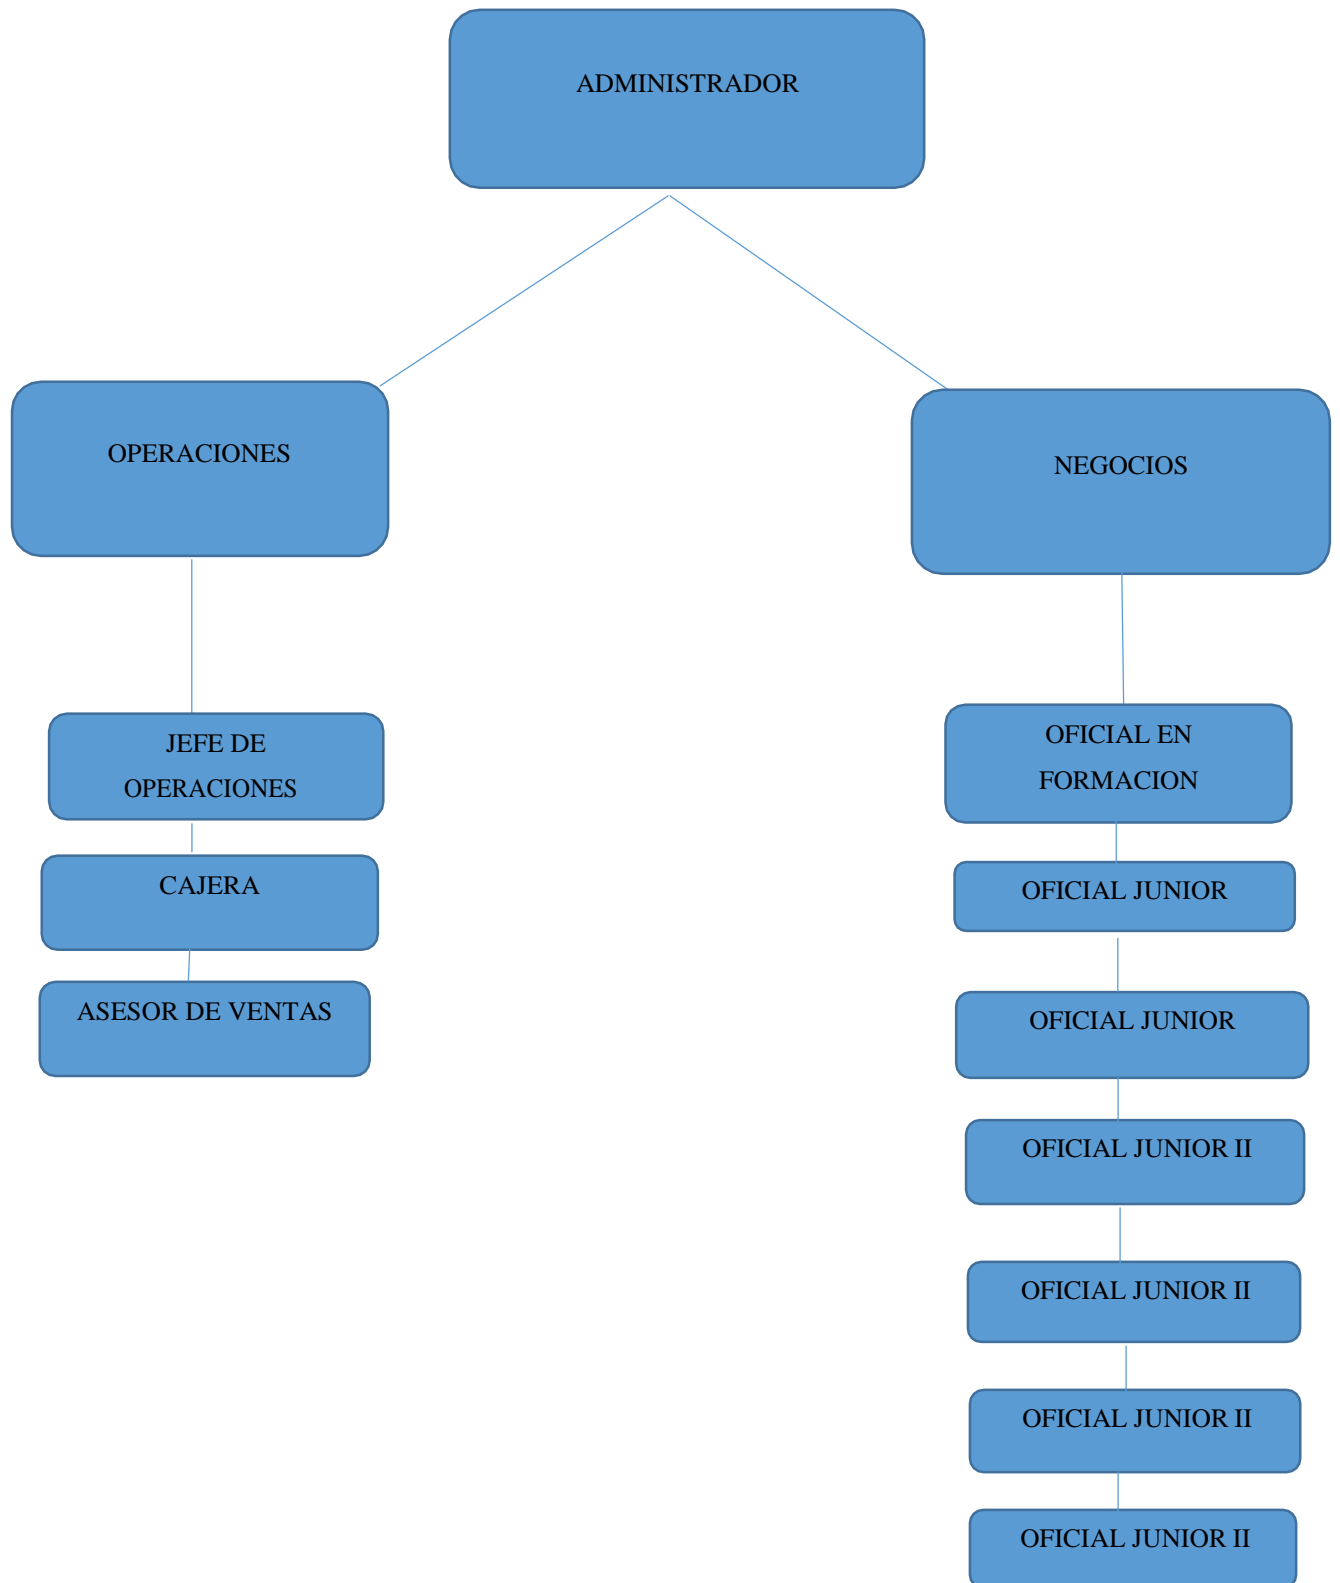 ADMINISTRADOR
OPERACIONES
NEGOCIOS
JEFE DE
OPERACIONES
CAJERA
ASESOR DE VENTAS
OFICIAL EN
FORMACION
OFICIAL JUNIOR
OFICIAL JUNIOR
OFICIAL JUNIOR II
OFICIAL JUNIOR II
OFICIAL JUNIOR II
OFICIAL JUNIOR II